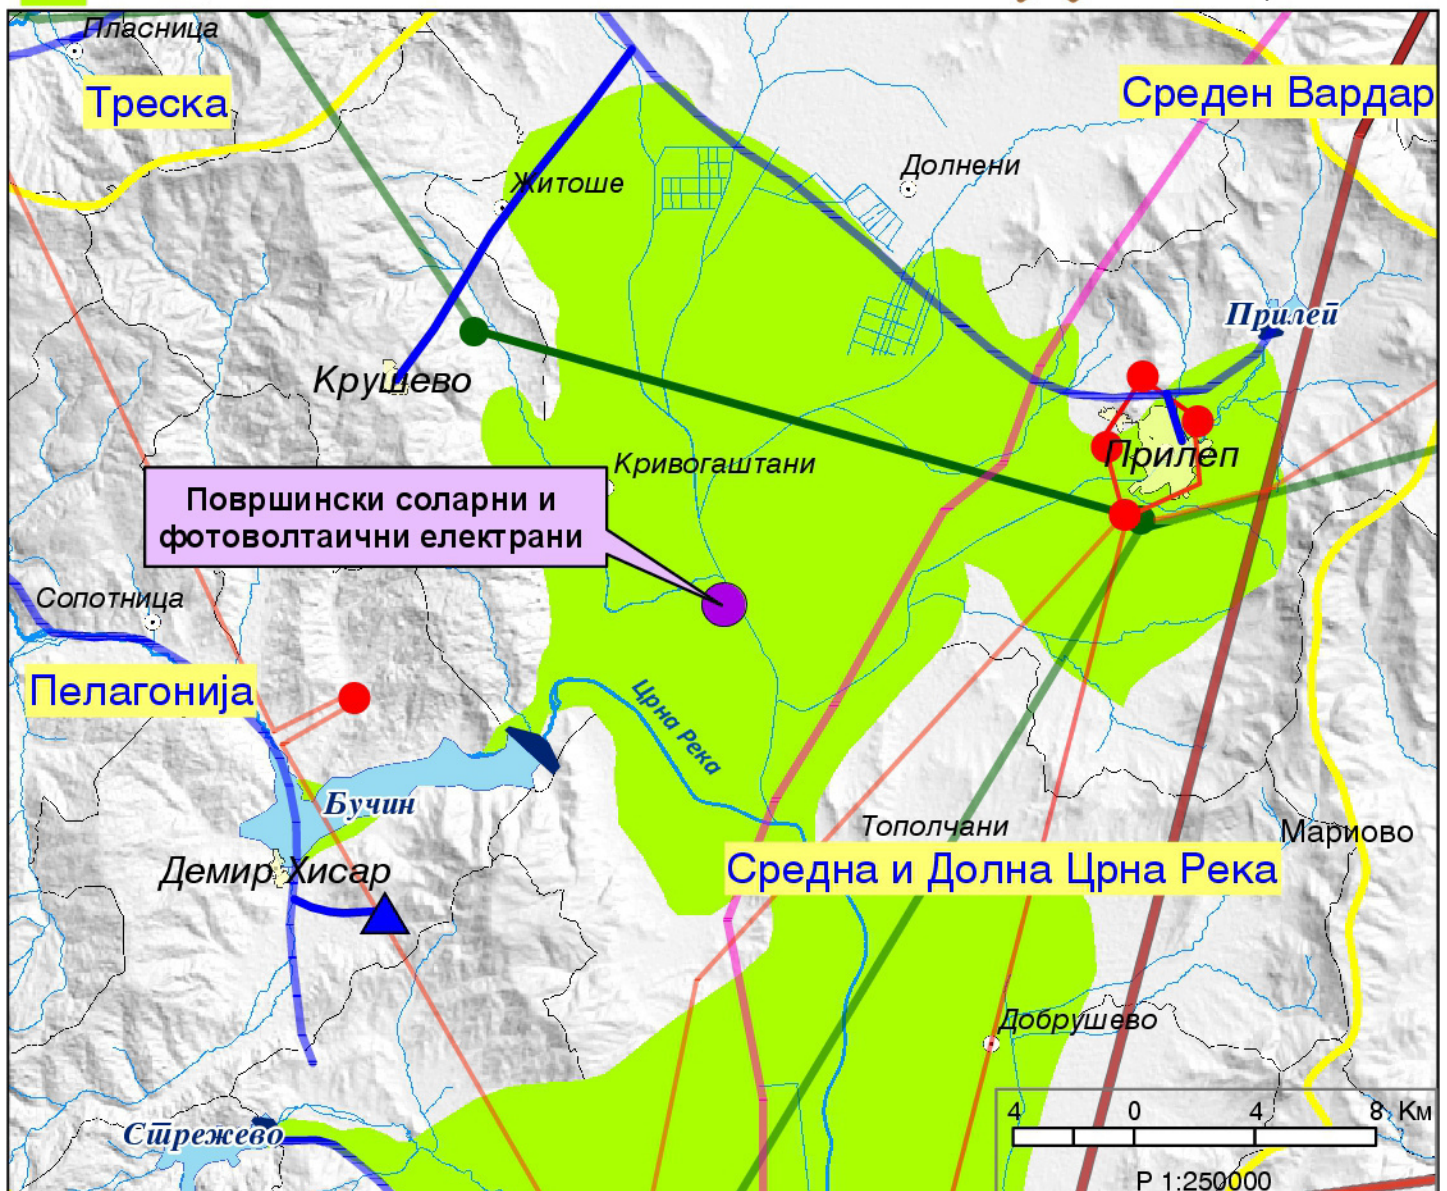 Пласница
Треска
Среден Вардар
Долнени
Житоше
Прилеп
Крушево
Кривогаштани
Прилеп
Површински соларни и
фотоволтаични електрани
Сопотница
Пелагонија
Црна Река
Бучин
Тополчани
Мариово
Демир Хисар
Средна и Долна Црна Река
Добрушево
4 0 4 8 Км
Стрежево
Р 1:250000